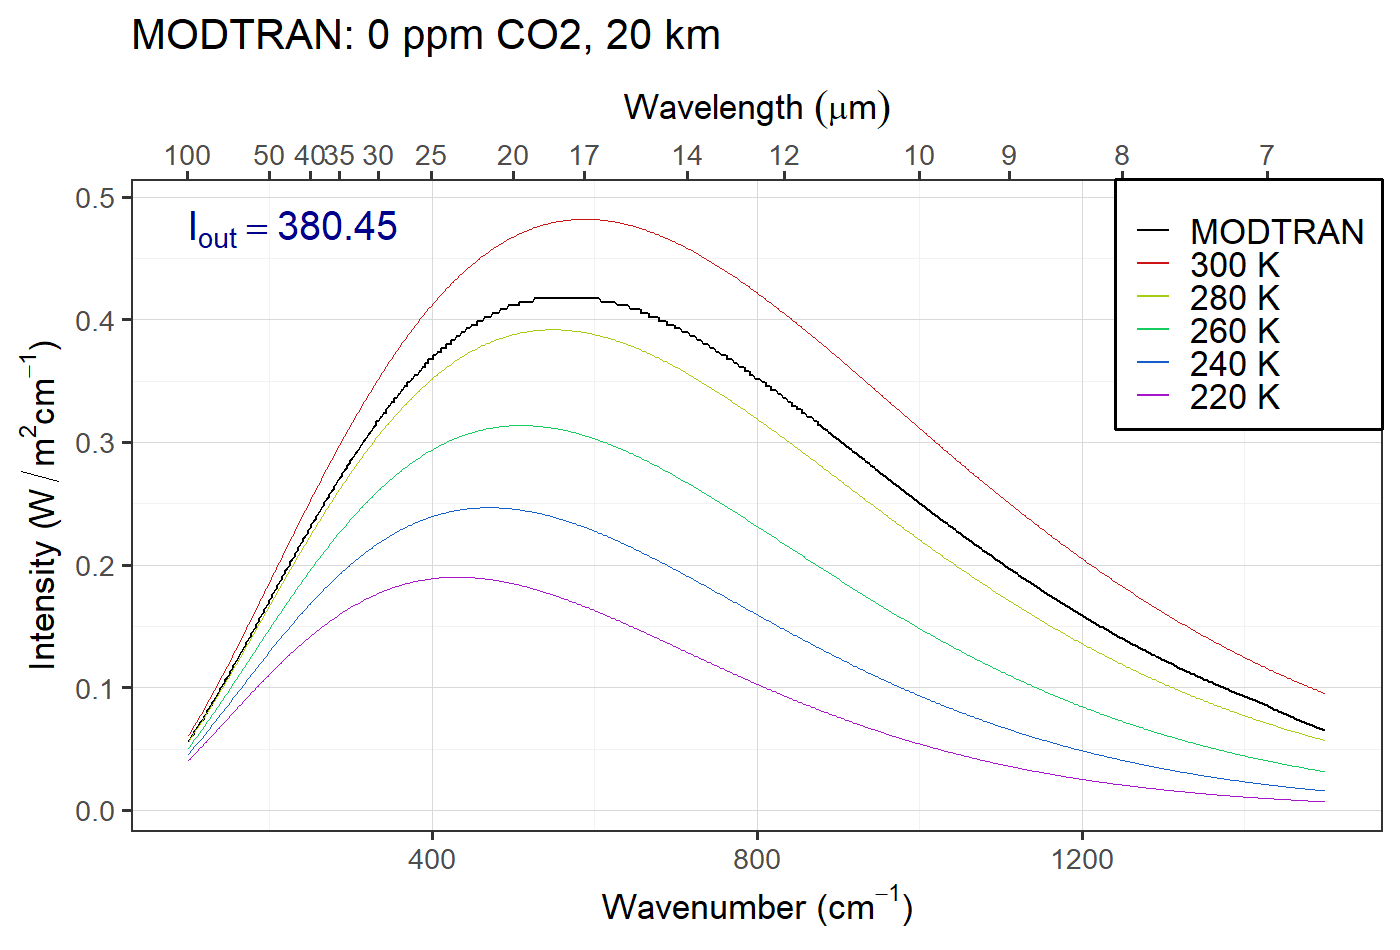 MODTRAN: 0 ppm CO2, 20 km
Wavelength (μm)
100 50 40 35 30 25 20 17 14 12 10 9 8 7
I_out = 380.45
MODTRAN
300 K
280 K
260 K
240 K
220 K
0.5
0.4
0.3
0.2
0.1
0.0
Intensity (W / m²cm⁻¹)
400 800 1200
Wavenumber (cm⁻¹)